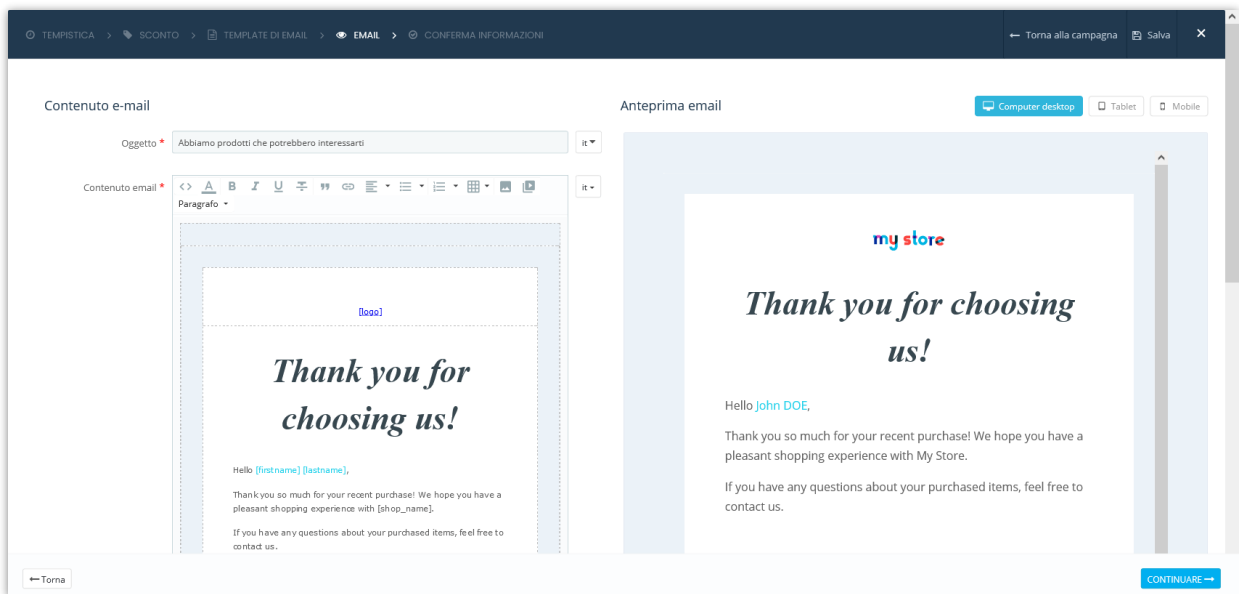 TEMPISTICA > SCONTO > TEMPLATE DI EMAIL > EMAIL > CONFERMA INFORMAZIONI
← Torna alla campagna Salva ×
Contenuto e-mail
Oggetto * Abbiamo prodotti che potrebbero interessarti it
Contenuto email * <> A B I U it
Paragrafo
[logo]
Thank you for
choosing us!
Hello [firstname] [lastname],
Thank you so much for your recent purchase! We hope you have a
pleasant shopping experience with [shop_name].
If you have any questions about your purchased items, feel free to
contact us.
Anteprima email Computer desktop Tablet Mobile
my store
Thank you for choosing
us!
Hello John DOE,
Thank you so much for your recent purchase! We hope you have a
pleasant shopping experience with My Store.
If you have any questions about your purchased items, feel free to
contact us.
← Torna CONTINUARE →